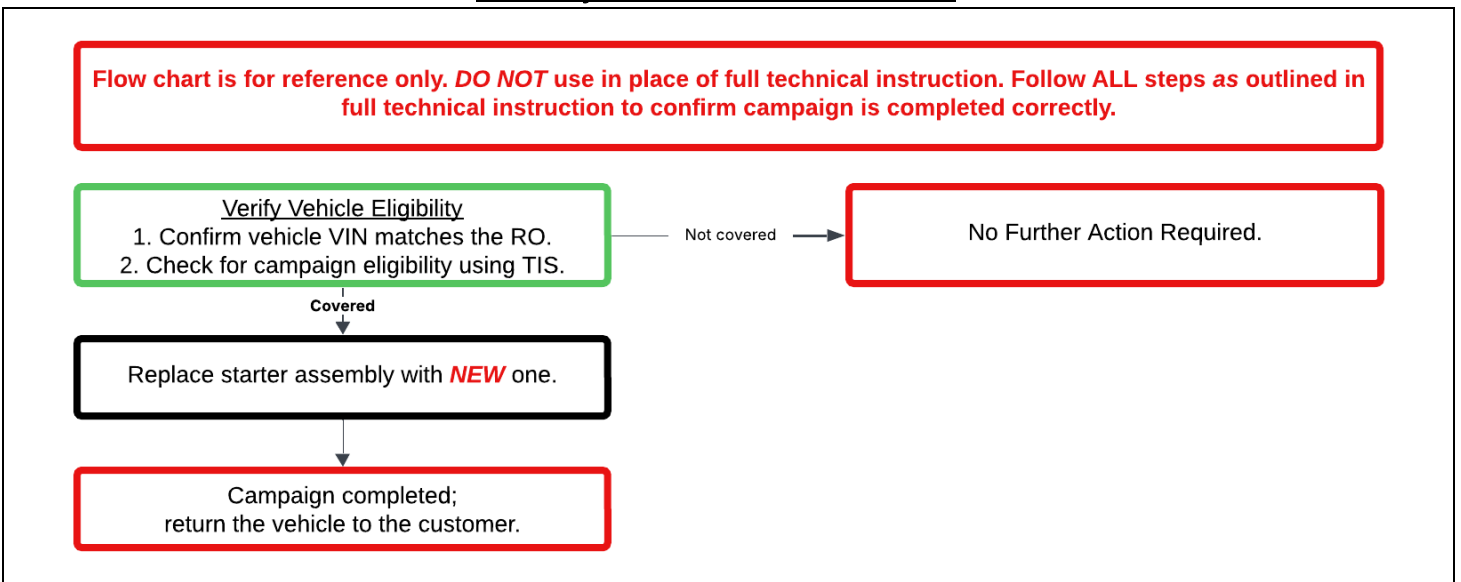 Flow chart is for reference only. DO NOT use in place of full technical instruction. Follow ALL steps as outlined in
full technical instruction to confirm campaign is completed correctly.
Verify Vehicle Eligibility
1. Confirm vehicle VIN matches the RO.
2. Check for campaign eligibility using TIS.
Not covered
No Further Action Required.
Covered
Replace starter assembly with NEW one.
Campaign completed;
return the vehicle to the customer.